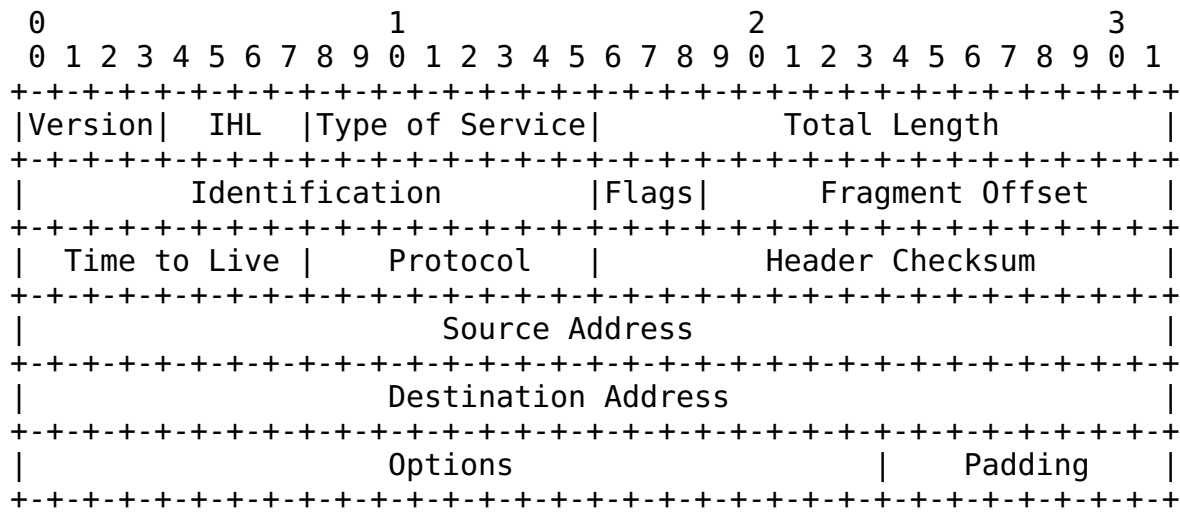 0                   1                   2                   3
 0 1 2 3 4 5 6 7 8 9 0 1 2 3 4 5 6 7 8 9 0 1 2 3 4 5 6 7 8 9 0 1
+-+-+-+-+-+-+-+-+-+-+-+-+-+-+-+-+-+-+-+-+-+-+-+-+-+-+-+-+-+-+-+-+
|Version|  IHL  |Type of Service|          Total Length         |
+-+-+-+-+-+-+-+-+-+-+-+-+-+-+-+-+-+-+-+-+-+-+-+-+-+-+-+-+-+-+-+-+
|         Identification        |Flags|      Fragment Offset    |
+-+-+-+-+-+-+-+-+-+-+-+-+-+-+-+-+-+-+-+-+-+-+-+-+-+-+-+-+-+-+-+-+
|  Time to Live |    Protocol   |         Header Checksum       |
+-+-+-+-+-+-+-+-+-+-+-+-+-+-+-+-+-+-+-+-+-+-+-+-+-+-+-+-+-+-+-+-+
|                       Source Address                          |
+-+-+-+-+-+-+-+-+-+-+-+-+-+-+-+-+-+-+-+-+-+-+-+-+-+-+-+-+-+-+-+-+
|                    Destination Address                        |
+-+-+-+-+-+-+-+-+-+-+-+-+-+-+-+-+-+-+-+-+-+-+-+-+-+-+-+-+-+-+-+-+
|                    Options                    |    Padding    |
+-+-+-+-+-+-+-+-+-+-+-+-+-+-+-+-+-+-+-+-+-+-+-+-+-+-+-+-+-+-+-+-+